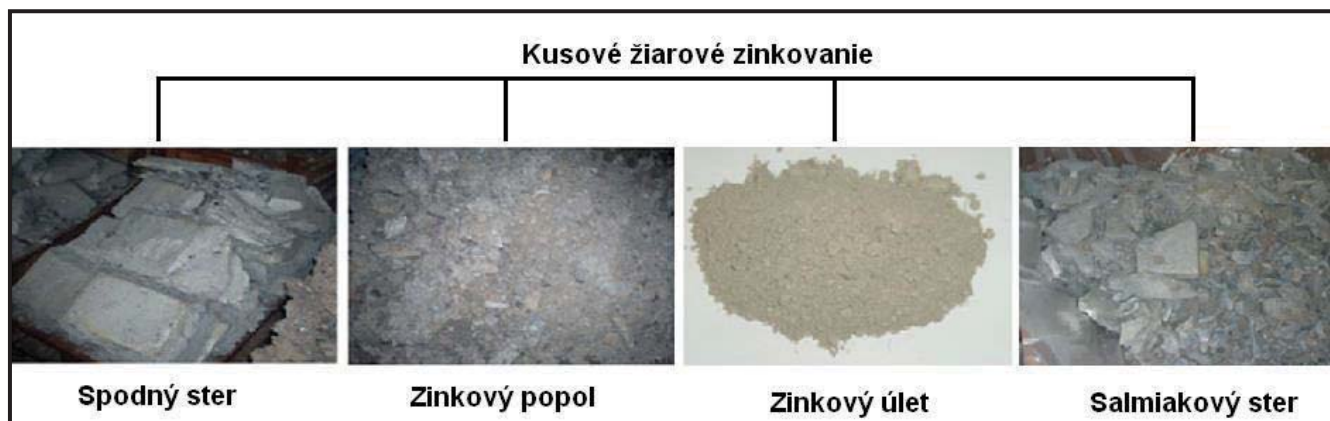 Kusové žiarové zinkovanie
Spodný ster
Zinkový popol
Zinkový úlet
Salmiakový ster